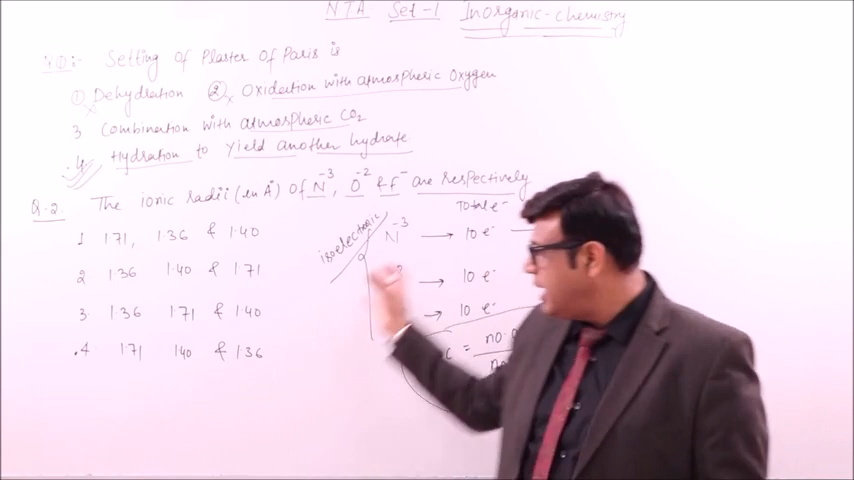 NTA Set-1 Inorganic-chemistry
Q:- Setting of Plaster Of Paris is
① Dehydration ② Oxidation with atmospheric Oxygen
3 Combination with atmospheric CO2
4 Hydration to yield another hydrate
Q.2 The ionic radii (in A°) Of N-3, O-2 & F- are respectively
1 1.71, 1.36 & 1.40
2 1.36 1.40 & 1.71
3. 1.36 1.71 & 1.40
.4 1.71 1.40 & 1.36
isoelectronic
Total e-
N-3 → 10 e-
→ 10 e-
→ 10 e-
= no.